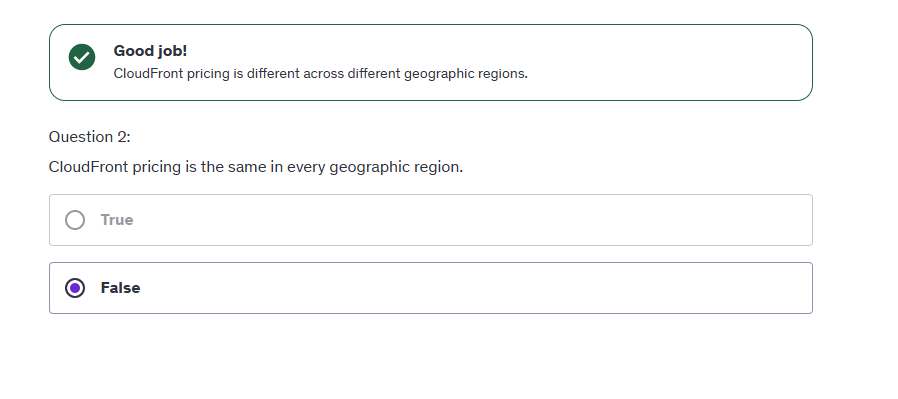 Good job!
CloudFront pricing is different across different geographic regions.
Question 2:
CloudFront pricing is the same in every geographic region.
True
False